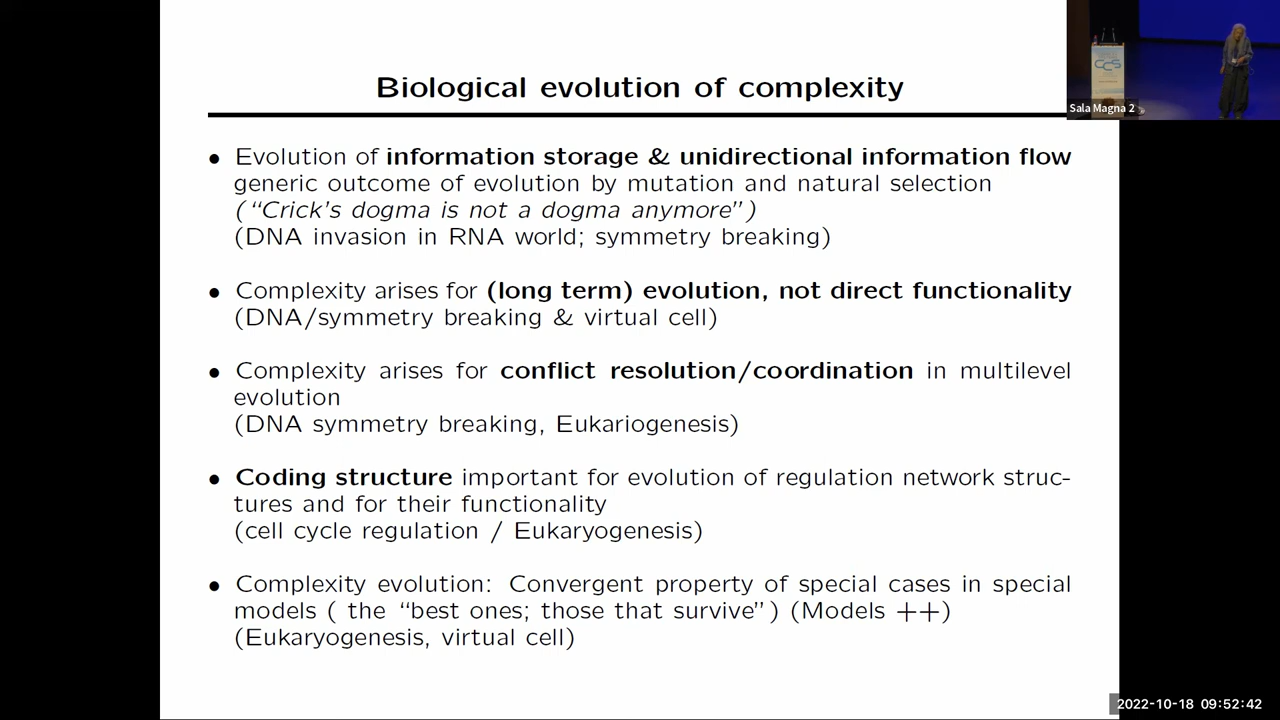 Biological evolution of complexity
• Evolution of information storage & unidirectional information flow
generic outcome of evolution by mutation and natural selection
(“Crick’s dogma is not a dogma anymore”)
(DNA invasion in RNA world; symmetry breaking)
• Complexity arises for (long term) evolution, not direct functionality
(DNA/symmetry breaking & virtual cell)
• Complexity arises for conflict resolution/coordination in multilevel
evolution
(DNA symmetry breaking, Eukariogenesis)
• Coding structure important for evolution of regulation network struc-
tures and for their functionality
(cell cycle regulation / Eukaryogenesis)
• Complexity evolution: Convergent property of special cases in special
models ( the “best ones; those that survive”) (Models ++)
(Eukaryogenesis, virtual cell)
CCS
Sala Magna 2
2022-10-18 09:52:42